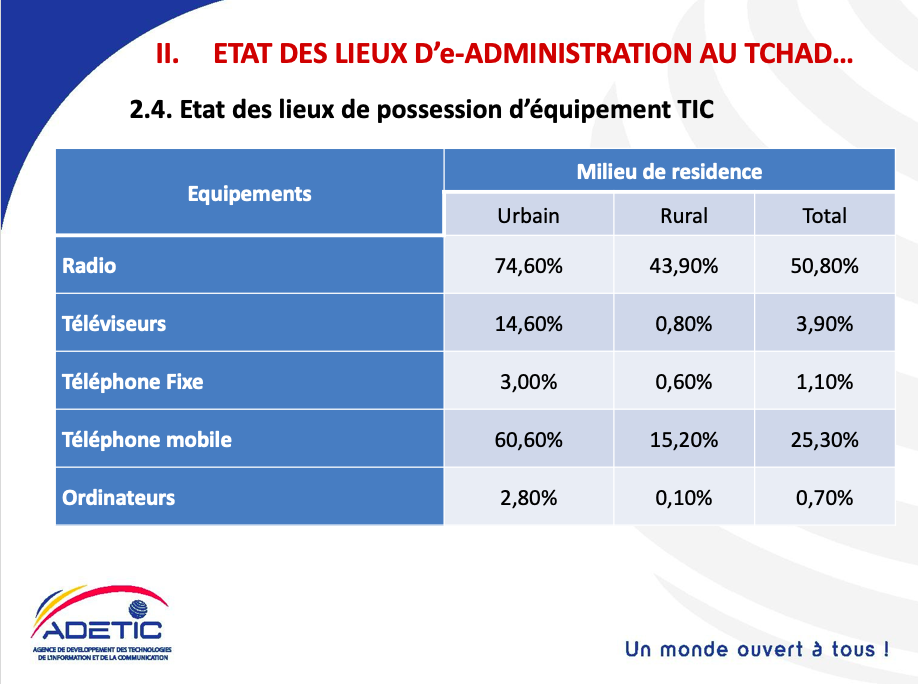 II. ETAT DES LIEUX D’e-ADMINISTRATION AU TCHAD…
2.4. Etat des lieux de possession d’équipement TIC
Equipements
Milieu de residence
Urbain Rural Total
Radio 74,60% 43,90% 50,80%
Téléviseurs 14,60% 0,80% 3,90%
Téléphone Fixe 3,00% 0,60% 1,10%
Téléphone mobile 60,60% 15,20% 25,30%
Ordinateurs 2,80% 0,10% 0,70%
ADETIC
AGENCE DE DEVELOPPEMENT DES TECHNOLOGIES
DE L'INFORMATION ET DE LA COMMUNICATION
Un monde ouvert à tous !